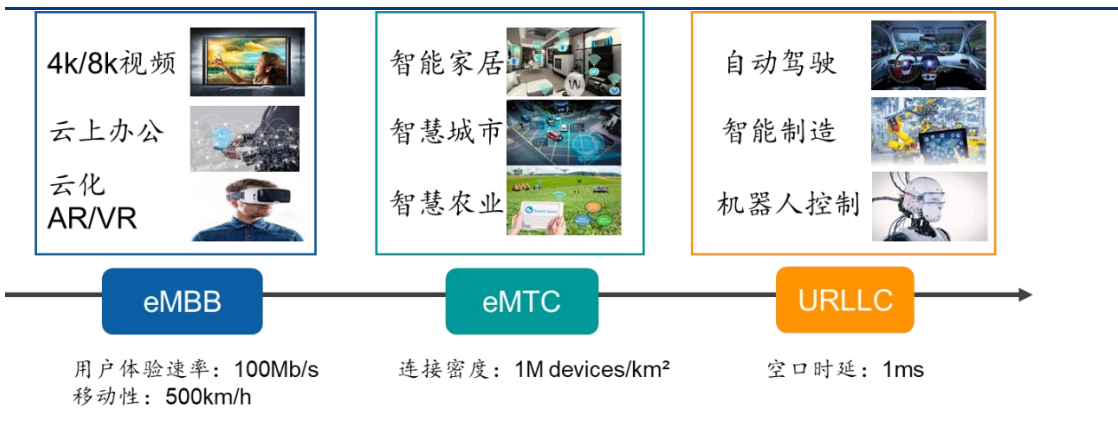 4k/8k视频
云上办公
云化
AR/VR
智能家居
智慧城市
智慧农业
自动驾驶
智能制造
机器人控制
eMBB
eMTC
URLLC
用户体验速率：100Mb/s
移动性：500km/h
连接密度：1M devices/km²
空口时延：1ms